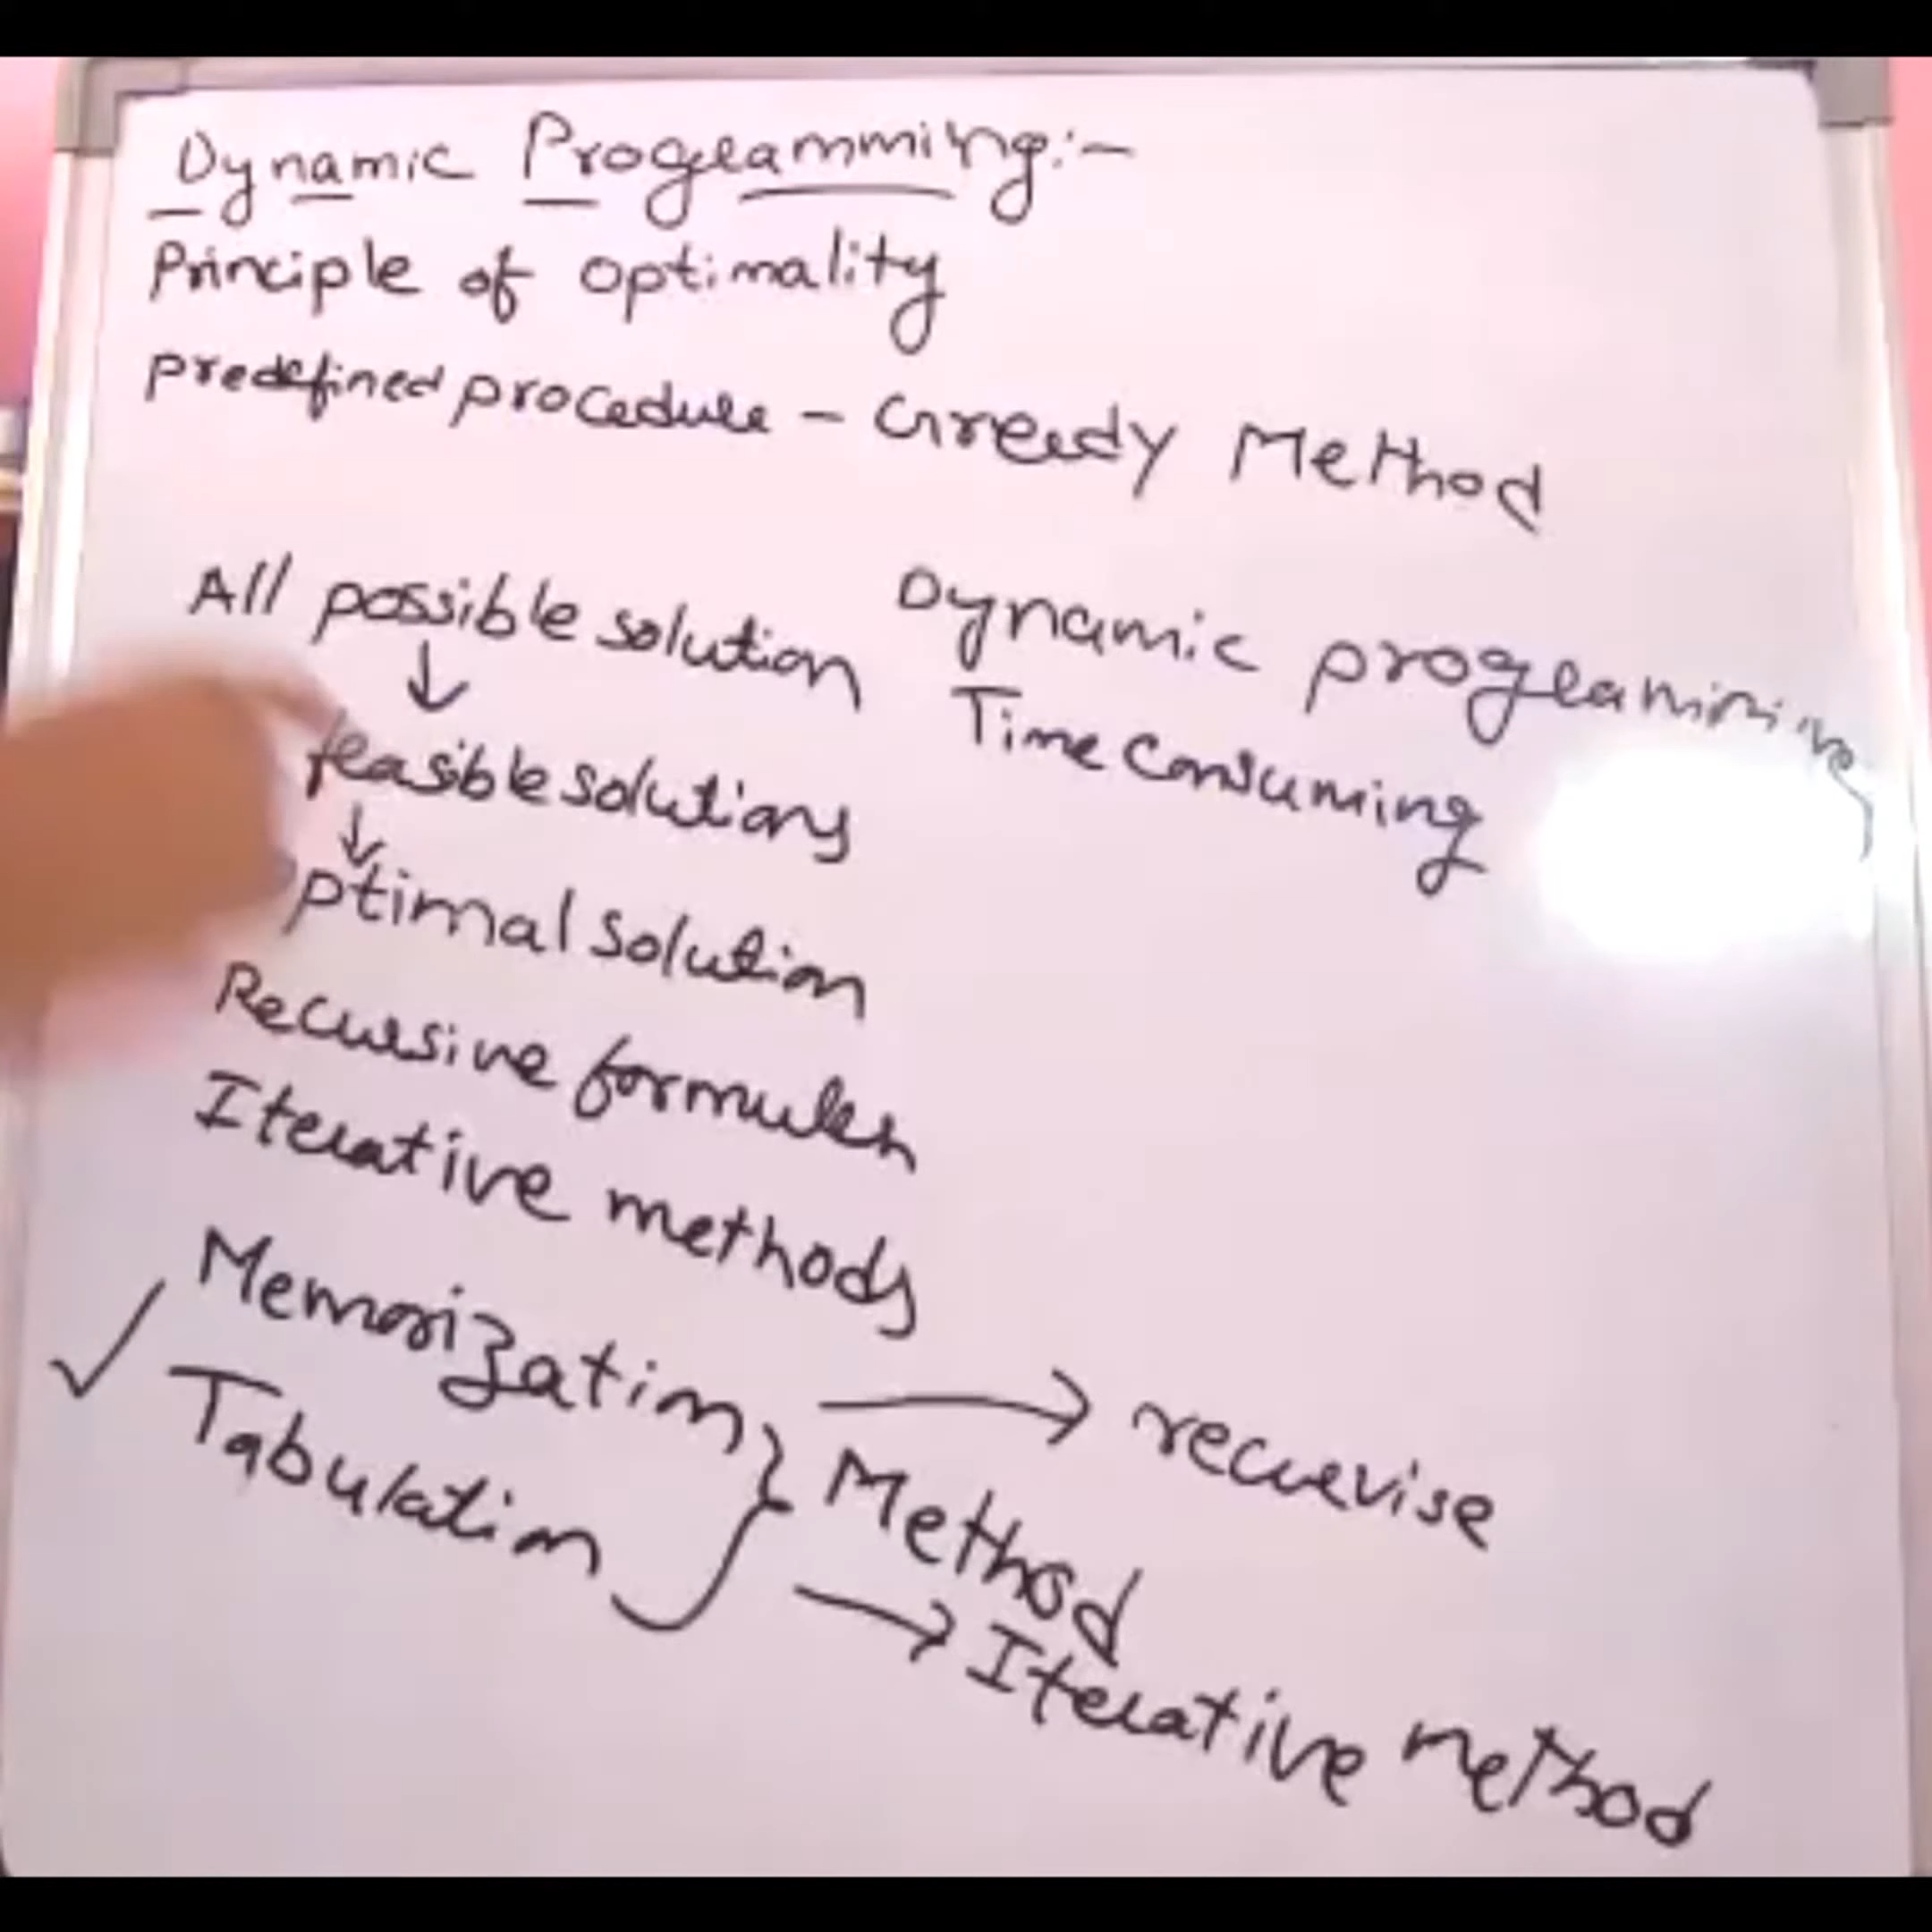 Dynamic Programming:-
Principle of optimality
Predefined procedure - Greedy Method
All possible solution
↓
feasible solutions
↓
ptimal solution
Dynamic programming
Time Consuming
Recursive formula
Iterative methods
Memorization → recurvise
✓ Tabulation } Method
→ Iterative method